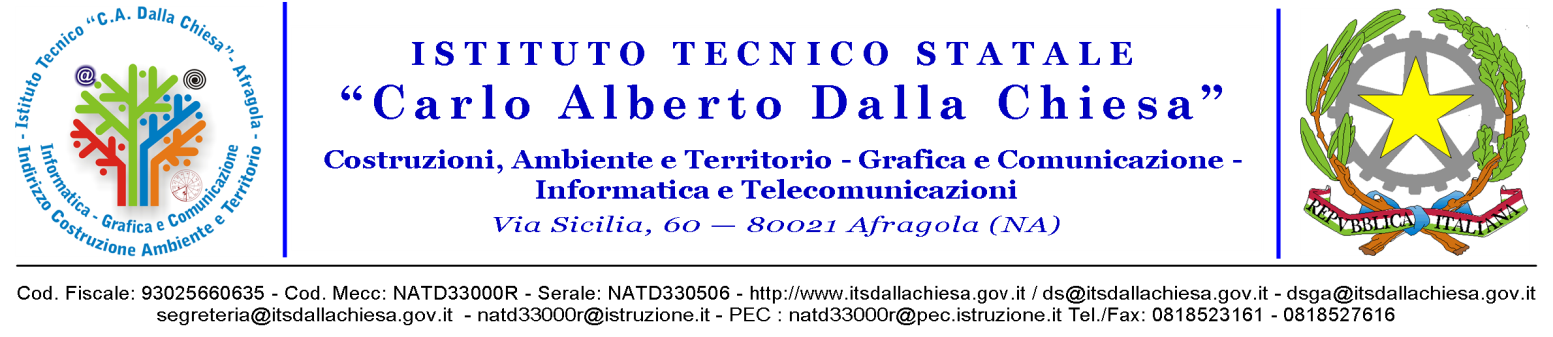 Istituto Tecnico “C.A. Dalla Chiesa”- Afragola -
Indirizzo Costruzione Ambiente e Territorio -
Informatica - Grafica e Comunicazione
@
ISTITUTO TECNICO STATALE
“Carlo Alberto Dalla Chiesa”
Costruzioni, Ambiente e Territorio - Grafica e Comunicazione -
Informatica e Telecomunicazioni
Via Sicilia, 60 — 80021 Afragola (NA)
REPVBBLICA ITALIANA
Cod. Fiscale: 93025660635 - Cod. Mecc: NATD33000R - Serale: NATD330506 - http://www.itsdallachiesa.gov.it / ds@itsdallachiesa.gov.it - dsga@itsdallachiesa.gov.it
segreteria@itsdallachiesa.gov.it - natd33000r@istruzione.it - PEC : natd33000r@pec.istruzione.it Tel./Fax: 0818523161 - 0818527616